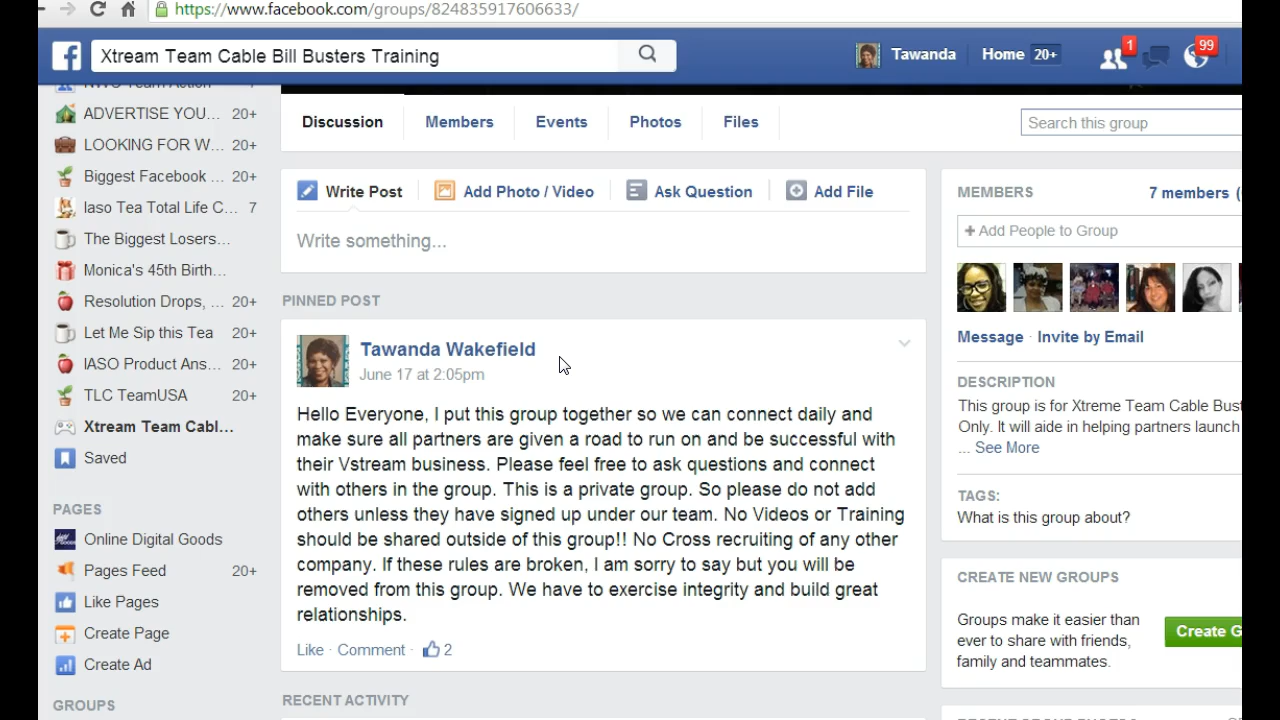 https://www.facebook.com/groups/824835917606633/
Xtream Team Cable Bill Busters Training
Tawanda
Home 20+
1
99
ADVERTISE YOU... 20+
LOOKING FOR W... 20+
Biggest Facebook ... 20+
Iaso Tea Total Life C... 7
The Biggest Losers...
Monica's 45th Birth...
Resolution Drops, ... 20+
Let Me Sip this Tea 20+
IASO Product Ans... 20+
TLC TeamUSA 20+
Xtream Team Cabl...
Saved
PAGES
Online Digital Goods
Pages Feed 20+
Like Pages
Create Page
Create Ad
GROUPS
Discussion
Members
Events
Photos
Files
Search this group
Write Post
Add Photo / Video
Ask Question
Add File
Write something...
PINNED POST
Tawanda Wakefield
June 17 at 2:05pm
Hello Everyone, I put this group together so we can connect daily and
make sure all partners are given a road to run on and be successful with
their Vstream business. Please feel free to ask questions and connect
with others in the group. This is a private group. So please do not add
others unless they have signed up under our team. No Videos or Training
should be shared outside of this group!! No Cross recruiting of any other
company. If these rules are broken, I am sorry to say but you will be
removed from this group. We have to exercise integrity and build great
relationships.
Like · Comment · 2
RECENT ACTIVITY
MEMBERS
7 members (
+ Add People to Group
Message · Invite by Email
DESCRIPTION
This group is for Xtreme Team Cable Bust
Only. It will aide in helping partners launch
... See More
TAGS:
What is this group about?
CREATE NEW GROUPS
Groups make it easier than
ever to share with friends,
family and teammates.
Create G